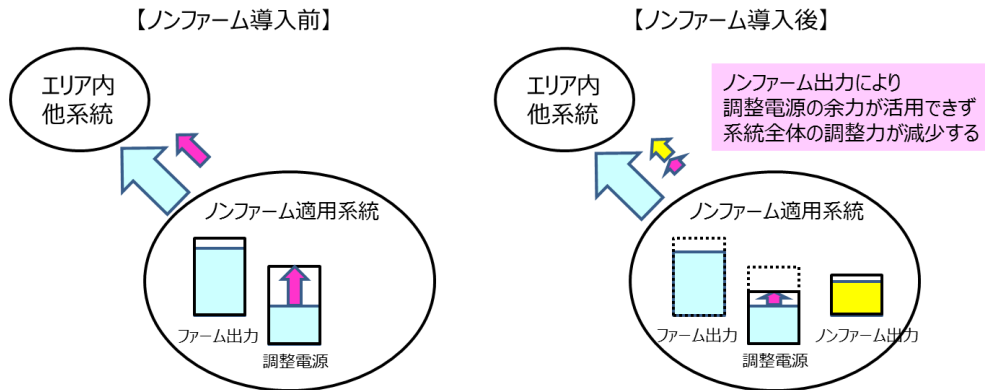 【ノンファーム導入前】
エリア内
他系統
ノンファーム適用系統
ファーム出力
調整電源
【ノンファーム導入後】
エリア内
他系統
ノンファーム出力により
調整電源の余力が活用できず
系統全体の調整力が減少する
ノンファーム適用系統
ファーム出力
調整電源
ノンファーム出力